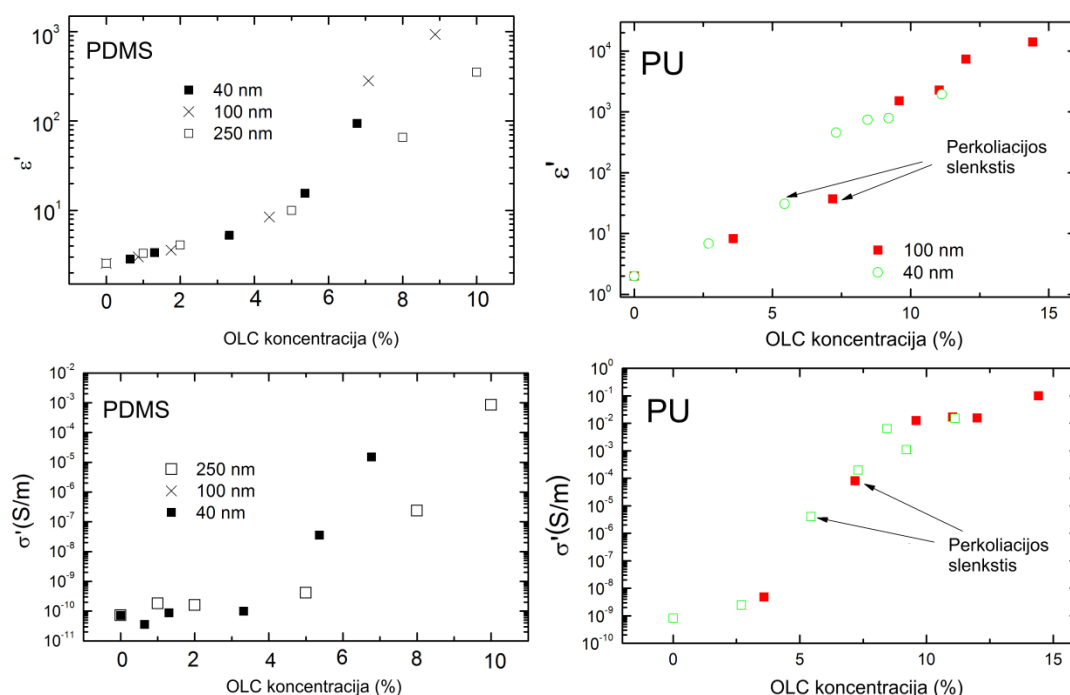 PDMS
40 nm
100 nm
250 nm
10³
10²
10¹
ε'
0 2 4 6 8 10
OLC koncentracija (%)
PU
Perkoliacijos
slenkstis
100 nm
40 nm
10⁴
10³
10²
10¹
10⁰
ε'
0 5 10 15
OLC koncentracija (%)
PDMS
250 nm
100 nm
40 nm
10⁻²
10⁻³
10⁻⁴
10⁻⁵
10⁻⁶
10⁻⁷
10⁻⁸
10⁻⁹
10⁻¹⁰
10⁻¹¹
σ'(S/m)
0 2 4 6 8 10
OLC koncentracija (%)
PU
Perkoliacijos
slenkstis
10⁰
10⁻¹
10⁻²
10⁻³
10⁻⁴
10⁻⁵
10⁻⁶
10⁻⁷
10⁻⁸
10⁻⁹
10⁻¹⁰
σ'(S/m)
0 5 10 15
OLC koncentracija (%)